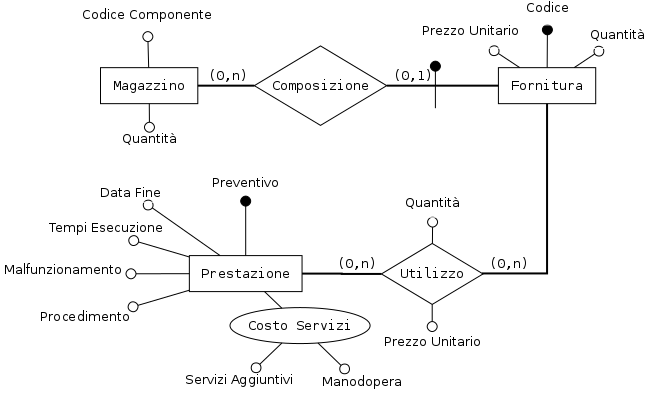 Codice Componente
Codice
Prezzo Unitario
Quantità
Magazzino
(0,n)
Composizione
(0,1)
Fornitura
Quantità
Preventivo
Data Fine
Tempi Esecuzione
Malfunzionamento
Procedimento
Prestazione
(0,n)
Quantità
Utilizzo
(0,n)
Prezzo Unitario
Costo Servizi
Servizi Aggiuntivi
Manodopera